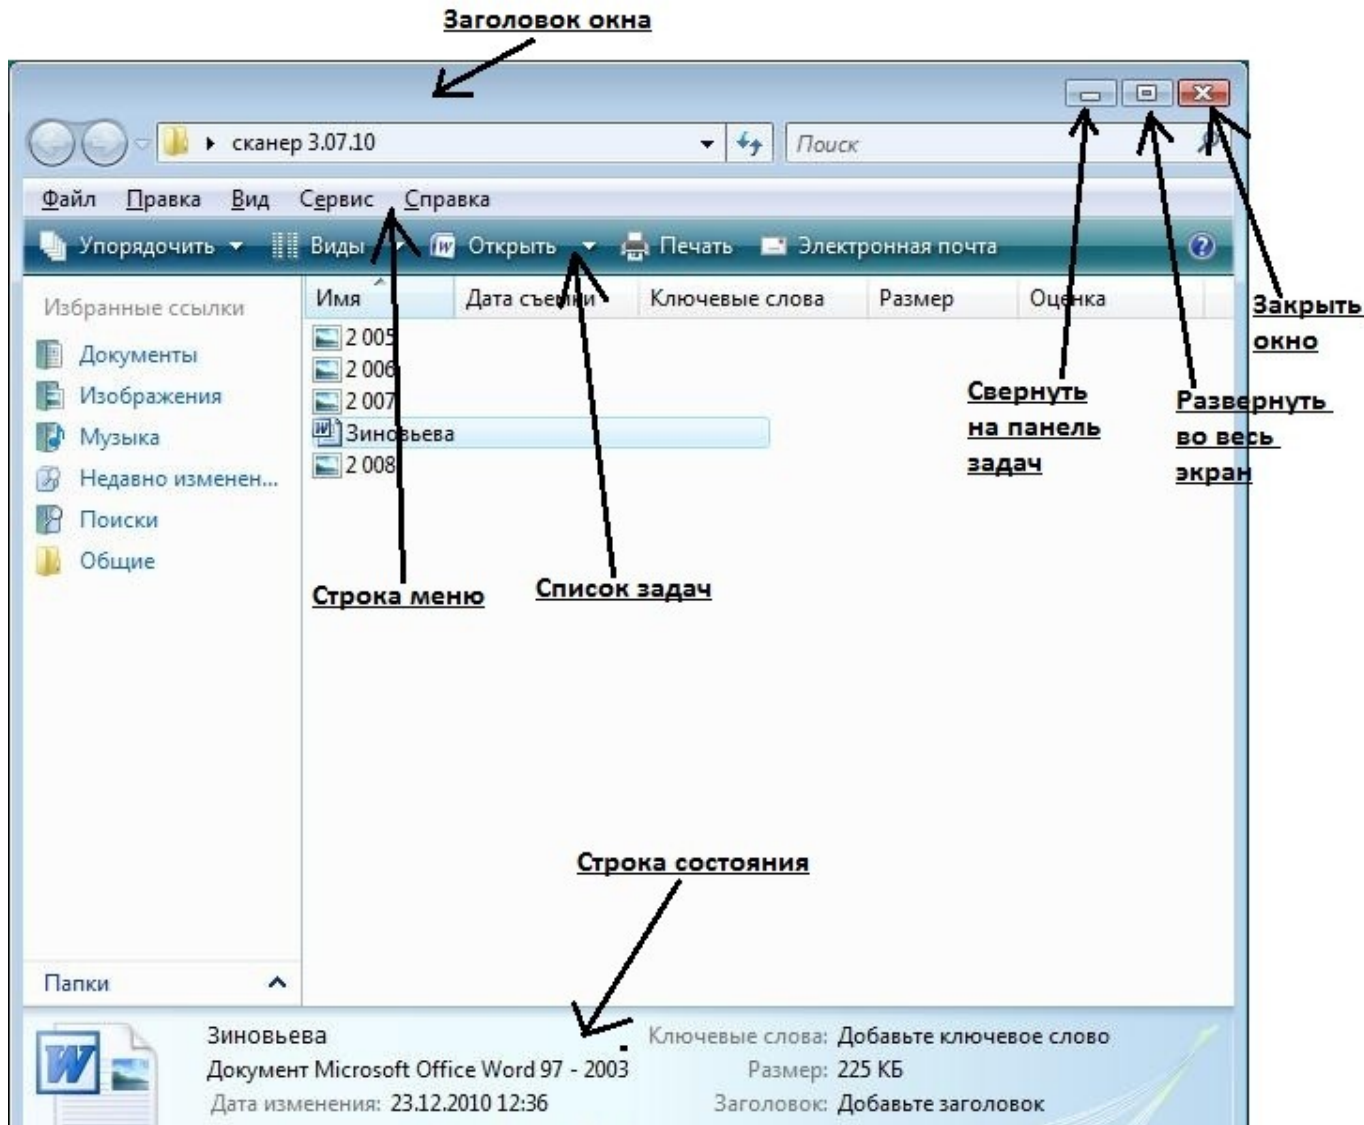 Заголовок окна
сканер 3.07.10
Поиск
Файл Правка Вид Сервис Справка
Упорядочить Виды Открыть Печать Электронная почта
Избранные ссылки
Документы
Изображения
Музыка
Недавно изменен...
Поиски
Общие
Имя Дата съемки Ключевые слова Размер Оценка
2 005
2 006
2 007
Зиновьева
2 008
Закрыть
окно
Свернуть
на панель
задач
Развернуть
во весь
экран
Строка меню
Список задач
Строка состояния
Папки
Зиновьева
Документ Microsoft Office Word 97 - 2003
Дата изменения: 23.12.2010 12:36
Ключевые слова: Добавьте ключевое слово
Размер: 225 КБ
Заголовок: Добавьте заголовок